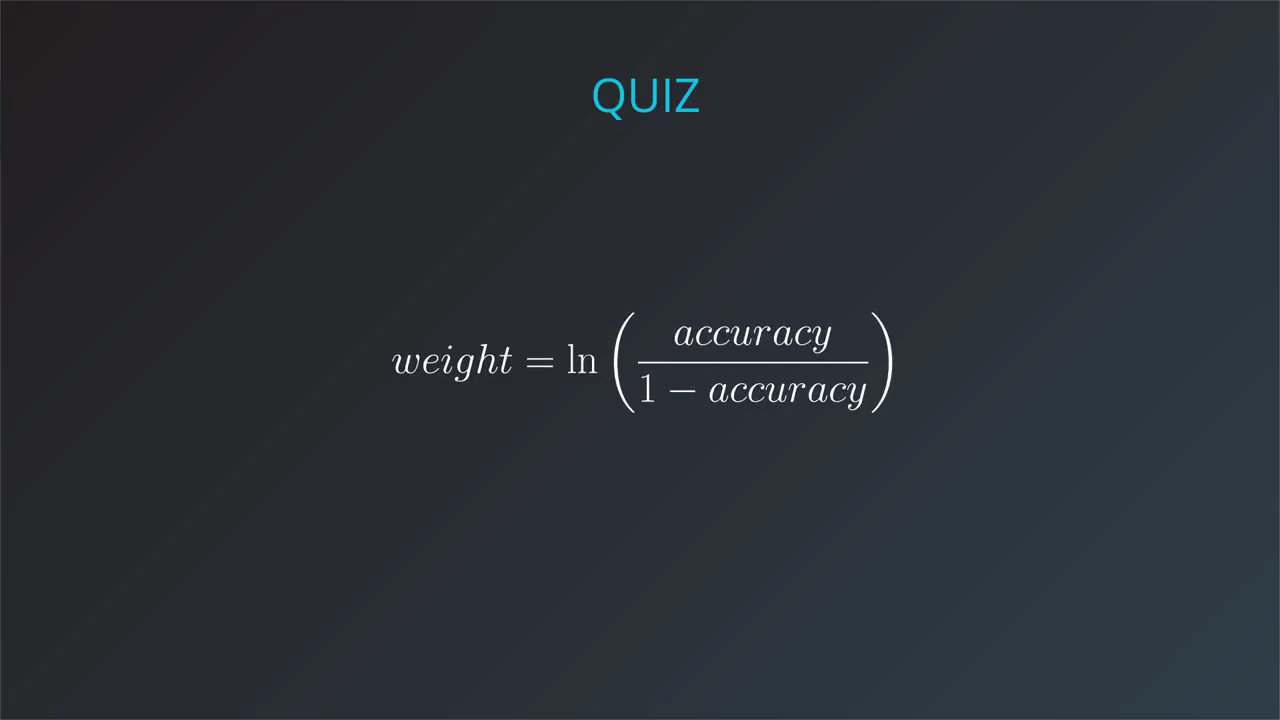 QUIZ
weight = ln ( accuracy / 1 − accuracy )